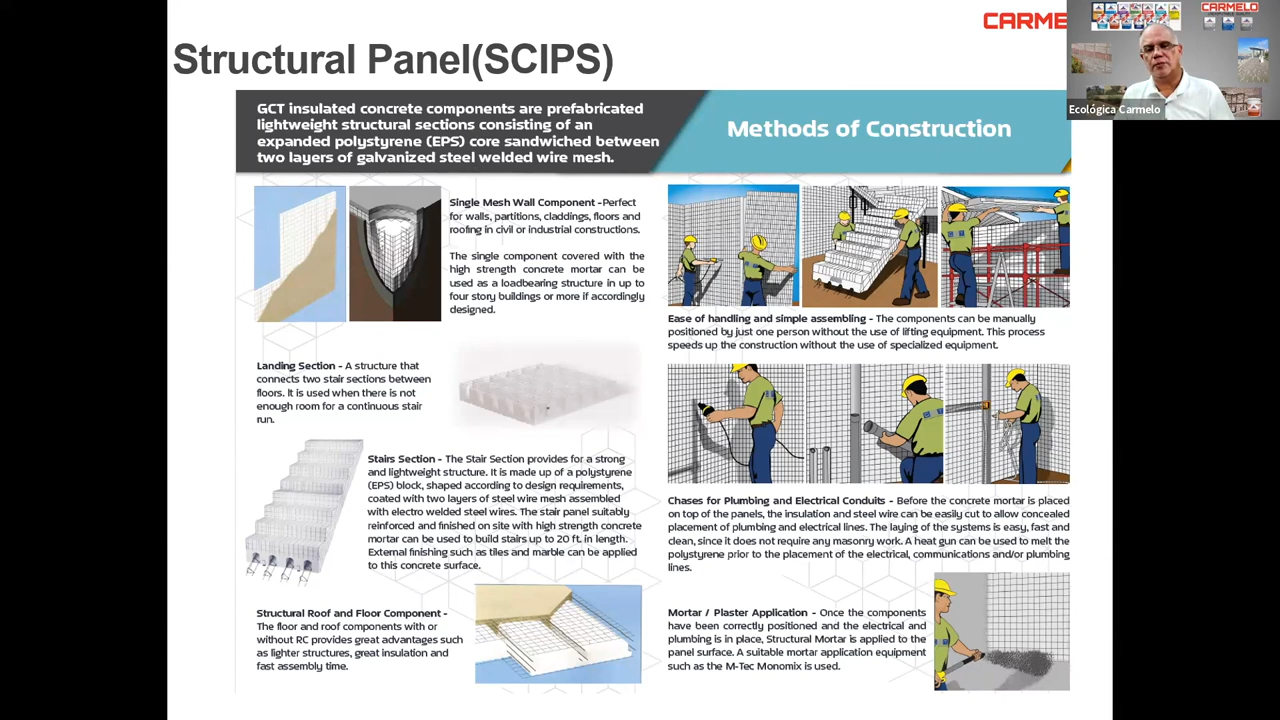 CARME
CARMELO
Ecológica Carmelo
Structural Panel(SCIPS)
GCT insulated concrete components are prefabricated
lightweight structural sections consisting of an
expanded polystyrene (EPS) core sandwiched between
two layers of galvanized steel welded wire mesh.
Single Mesh Wall Component -Perfect
for walls, partitions, claddings, floors and
roofing in civil or industrial constructions.
The single component covered with the
high strength concrete mortar can be
used as a loadbearing structure in up to
four story buildings or more if accordingly
designed.
Landing Section - A structure that
connects two stair sections between
floors. It is used when there is not
enough room for a continuous stair
run.
Stairs Section - The Stair Section provides for a strong
and lightweight structure. It is made up of a polystyrene
(EPS) block, shaped according to design requirements,
coated with two layers of steel wire mesh assembled
with electro welded steel wires. The stair panel suitably
reinforced and finished on site with high strength concrete
mortar can be used to build stairs up to 20 ft. in length.
External finishing such as tiles and marble can be applied
to this concrete surface.
Structural Roof and Floor Component -
The floor and roof components with or
without RC provides great advantages such
as lighter structures, great insulation and
fast assembly time.
Methods of Construction
Ease of handling and simple assembling - The components can be manually
positioned by just one person without the use of lifting equipment. This process
speeds up the construction without the use of specialized equipment.
Chases for Plumbing and Electrical Conduits - Before the concrete mortar is placed
on top of the panels, the insulation and steel wire can be easily cut to allow concealed
placement of plumbing and electrical lines. The laying of the systems is easy, fast and
clean, since it does not require any masonry work. A heat gun can be used to melt the
polystyrene prior to the placement of the electrical, communications and/or plumbing
lines.
Mortar / Plaster Application - Once the components
have been correctly positioned and the electrical and
plumbing is in place, Structural Mortar is applied to the
panel surface. A suitable mortar application equipment
such as the M-Tec Monomix is used.